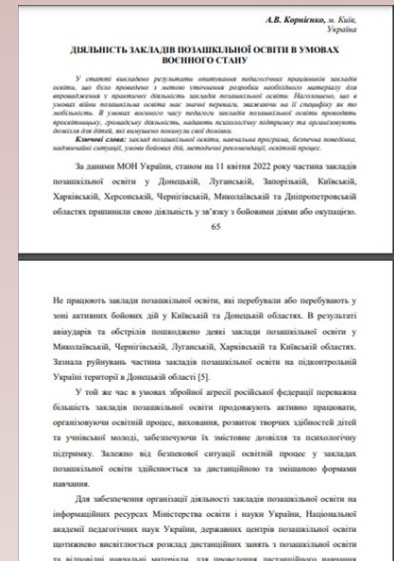 А.В. Корнієнко, м. Київ,
Україна
ДІЯЛЬНІСТЬ ЗАКЛАДІВ ПОЗАШКІЛЬНОЇ ОСВІТИ В УМОВАХ
ВОЄННОГО СТАНУ
У статті викладено результати опитування педагогічних працівників закладів
освіти, що було проведено з метою уточнення розробки необхідного матеріалу для
впровадження у практичну діяльність закладів позашкільної освіти. Наголошено, що в
умовах війни позашкільна освіта має значні переваги, зважаючи на її специфіку як то
мобільність. В умовах воєнного часу педагоги закладів позашкільної освіти проводять
просвітницьку, громадську діяльність, надають психологічну підтримку та організовують
дозвілля для дітей, які вимушено покинули свої домівки.
Ключові слова: заклад позашкільної освіти, навчальна програма, безпечна поведінка,
надзвичайні ситуації, умови бойових дій, методичні рекомендації, освітній процес.
За даними МОН України, станом на 11 квітня 2022 року частина закладів
позашкільної освіти у Донецькій, Луганській, Запорізькій, Київській,
Харківській, Херсонській, Чернігівській, Миколаївській та Дніпропетровській
областях припинили свою діяльність у зв'язку з бойовими діями або окупацією.
65
Не працюють заклади позашкільної освіти, які перебували або перебувають у
зоні активних бойових дій у Київській та Донецькій областях. В результаті
авіаударів та обстрілів пошкоджено деякі заклади позашкільної освіти у
Миколаївській, Чернігівській, Луганській, Харківській та Київській областях.
Зазнала руйнувань частина закладів позашкільної освіти на підконтрольній
Україні території в Донецькій області [5].
У той же час в умовах збройної агресії російської федерації переважна
більшість закладів позашкільної освіти продовжують активно працювати,
організовуючи освітній процес, виховання, розвиток творчих здібностей дітей
та учнівської молоді, забезпечуючи їх змістовне дозвілля та психологічну
підтримку. Залежно від безпекової ситуації освітній процес у закладах
позашкільної освіти здійснюється за дистанційною та змішаною формами
навчання.
Для забезпечення організації діяльності закладів позашкільної освіти на
інформаційних ресурсах Міністерства освіти і науки України, Національної
академії педагогічних наук України, державних центрів позашкільної освіти
щотижнево висвітлюється розклад дистанційних занять з позашкільної освіти
та відповідні навчальні матеріали для проведення дистанційного навчання